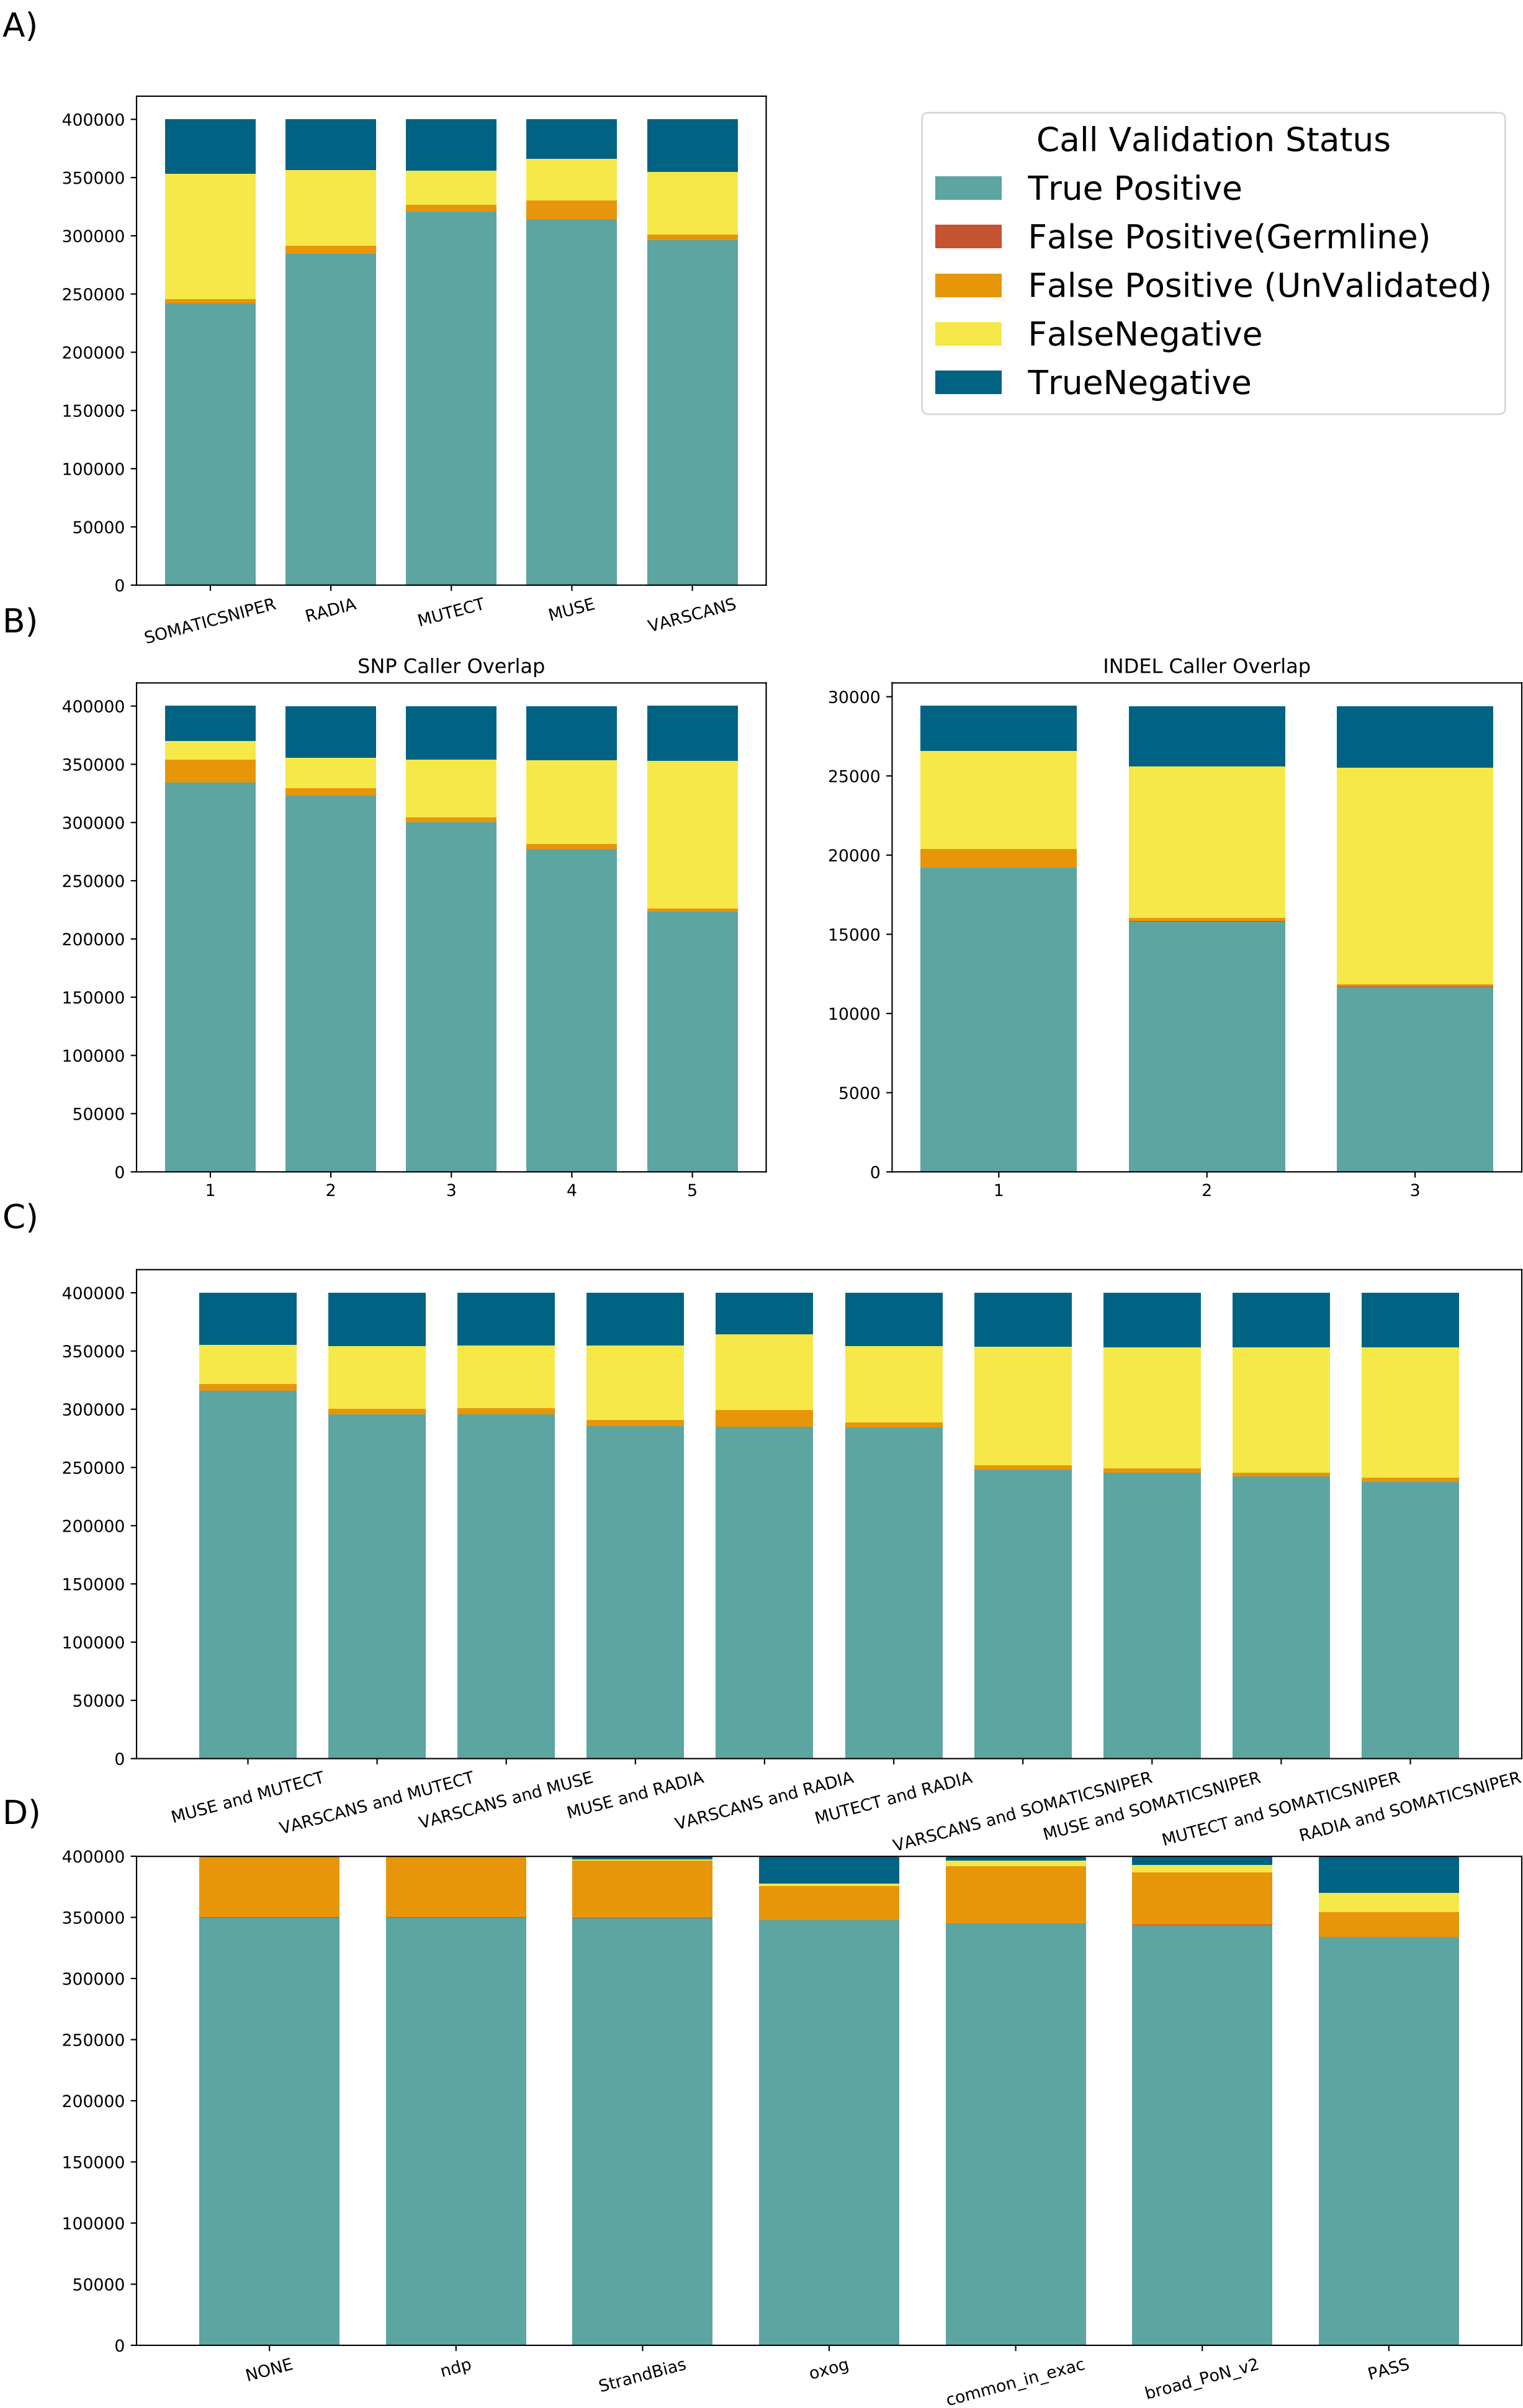 A)
400000
350000
300000
250000
200000
150000
100000
50000
0
SOMATICSNIPER
RADIA
MUTECT
MUSE
VARSCANS
Call Validation Status
True Positive
False Positive(Germline)
False Positive (UnValidated)
FalseNegative
TrueNegative
B)
SNP Caller Overlap
400000
350000
300000
250000
200000
150000
100000
50000
0
1
2
3
4
5
INDEL Caller Overlap
30000
25000
20000
15000
10000
5000
0
1
2
3
C)
400000
350000
300000
250000
200000
150000
100000
50000
0
MUSE and MUTECT
VARSCANS and MUTECT
VARSCANS and MUSE
MUSE and RADIA
VARSCANS and RADIA
MUTECT and RADIA
VARSCANS and SOMATICSNIPER
MUSE and SOMATICSNIPER
MUTECT and SOMATICSNIPER
RADIA and SOMATICSNIPER
D)
400000
350000
300000
250000
200000
150000
100000
50000
0
NONE
ndp
StrandBias
oxog
common_in_exac
broad_PoN_v2
PASS